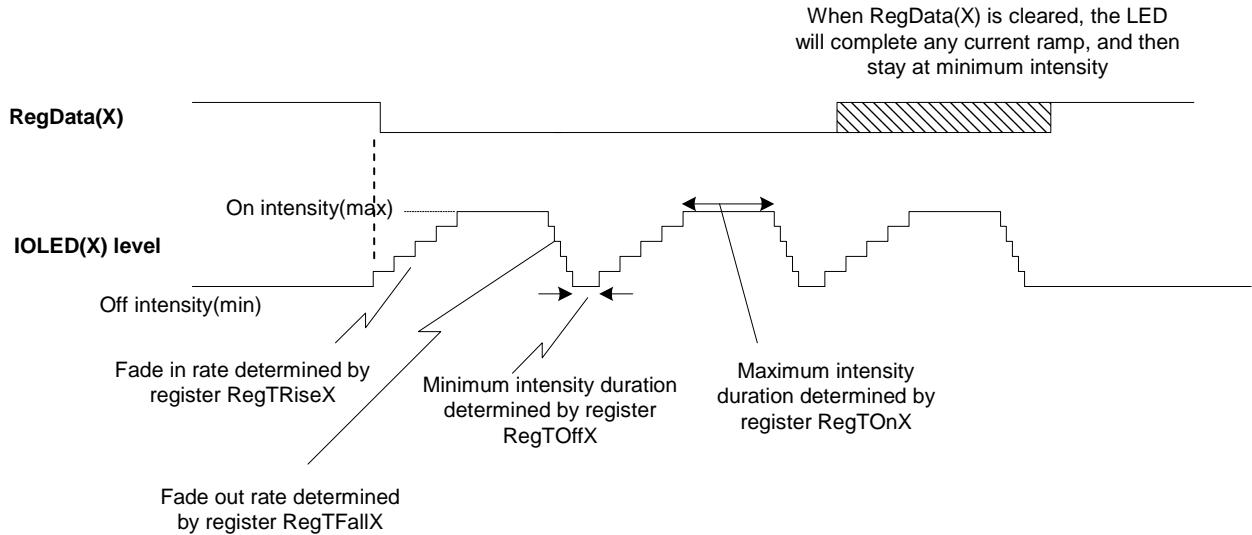 When RegData(X) is cleared, the LED
will complete any current ramp, and then
stay at minimum intensity
RegData(X)
On intensity(max)
IOLED(X) level
Off intensity(min)
Fade in rate determined by
register RegTRiseX
Minimum intensity duration
determined by register
RegTOffX
Maximum intensity
duration determined by
register RegTOnX
Fade out rate determined
by register RegTFallX